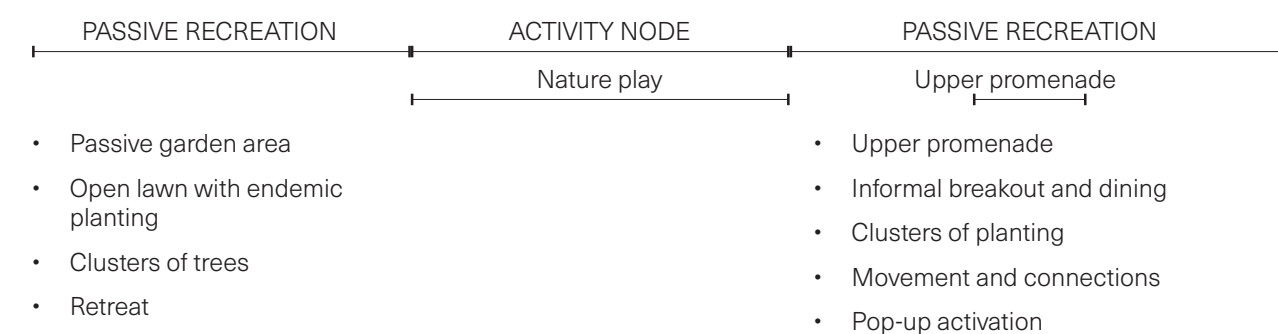 PASSIVE RECREATION
ACTIVITY NODE
PASSIVE RECREATION
Nature play
Upper promenade
• Passive garden area
• Open lawn with endemic
planting
• Clusters of trees
• Retreat
• Upper promenade
• Informal breakout and dining
• Clusters of planting
• Movement and connections
• Pop-up activation